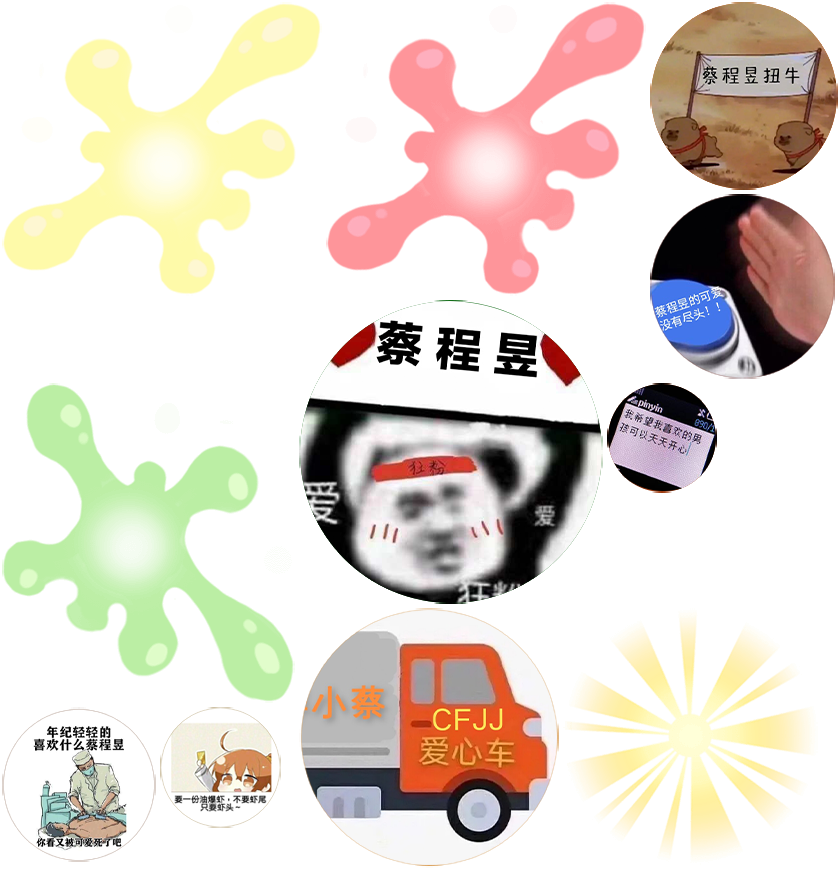 蔡程昱扭牛
蔡程昱的可爱
没有尽头！！
蔡程昱
狂粉
爱
爱
狂粉
pinyin
890/1
我希望我喜欢的男
孩可以天天开心
小蔡
CFJJ
爱心车
年纪轻轻的
喜欢什么蔡程昱
你看又被可爱死了吧
要一份油爆虾，不要虾尾
只要虾头~